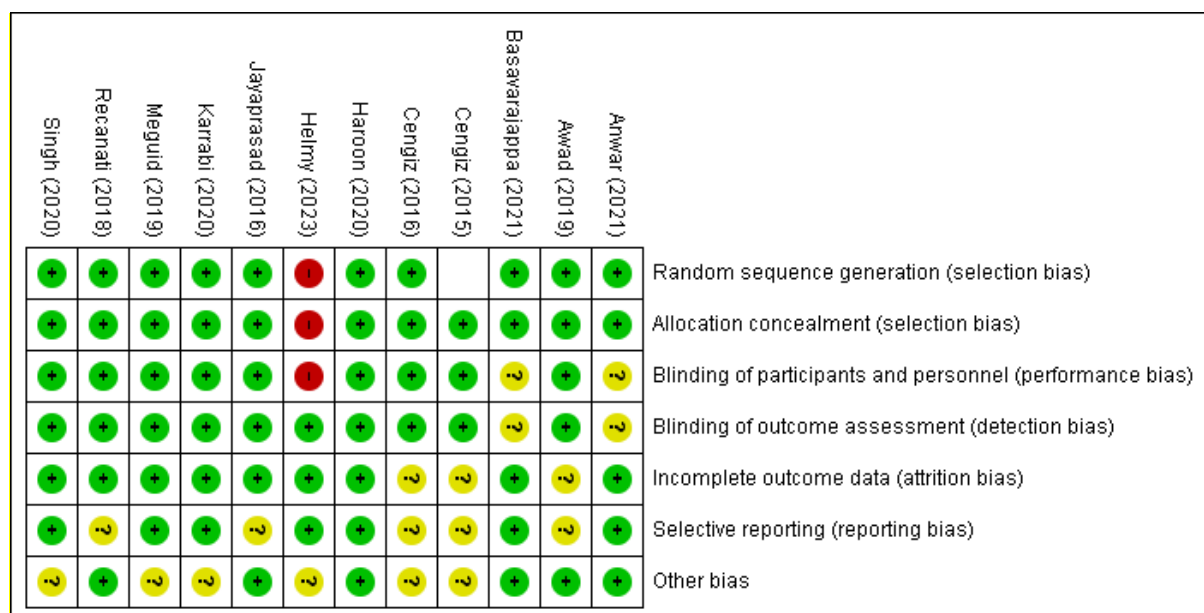 Singh (2020)
Recanati (2018)
Meguid (2019)
Karrabi (2020)
Jayaprasad (2016)
Helmy (2023)
Haroon (2020)
Cengiz (2016)
Cengiz (2015)
Basavarajappa (2021)
Awad (2019)
Anwar (2021)
+ + + + + – + + + + + Random sequence generation (selection bias)
+ + + + + – + + + + + + Allocation concealment (selection bias)
+ + + + + – + + + ? + ? Blinding of participants and personnel (performance bias)
+ + + + + + + + + ? + ? Blinding of outcome assessment (detection bias)
+ + + + + + + ? ? + ? + Incomplete outcome data (attrition bias)
+ ? + + ? + + ? ? + ? + Selective reporting (reporting bias)
? + ? ? + ? + ? ? + + + Other bias